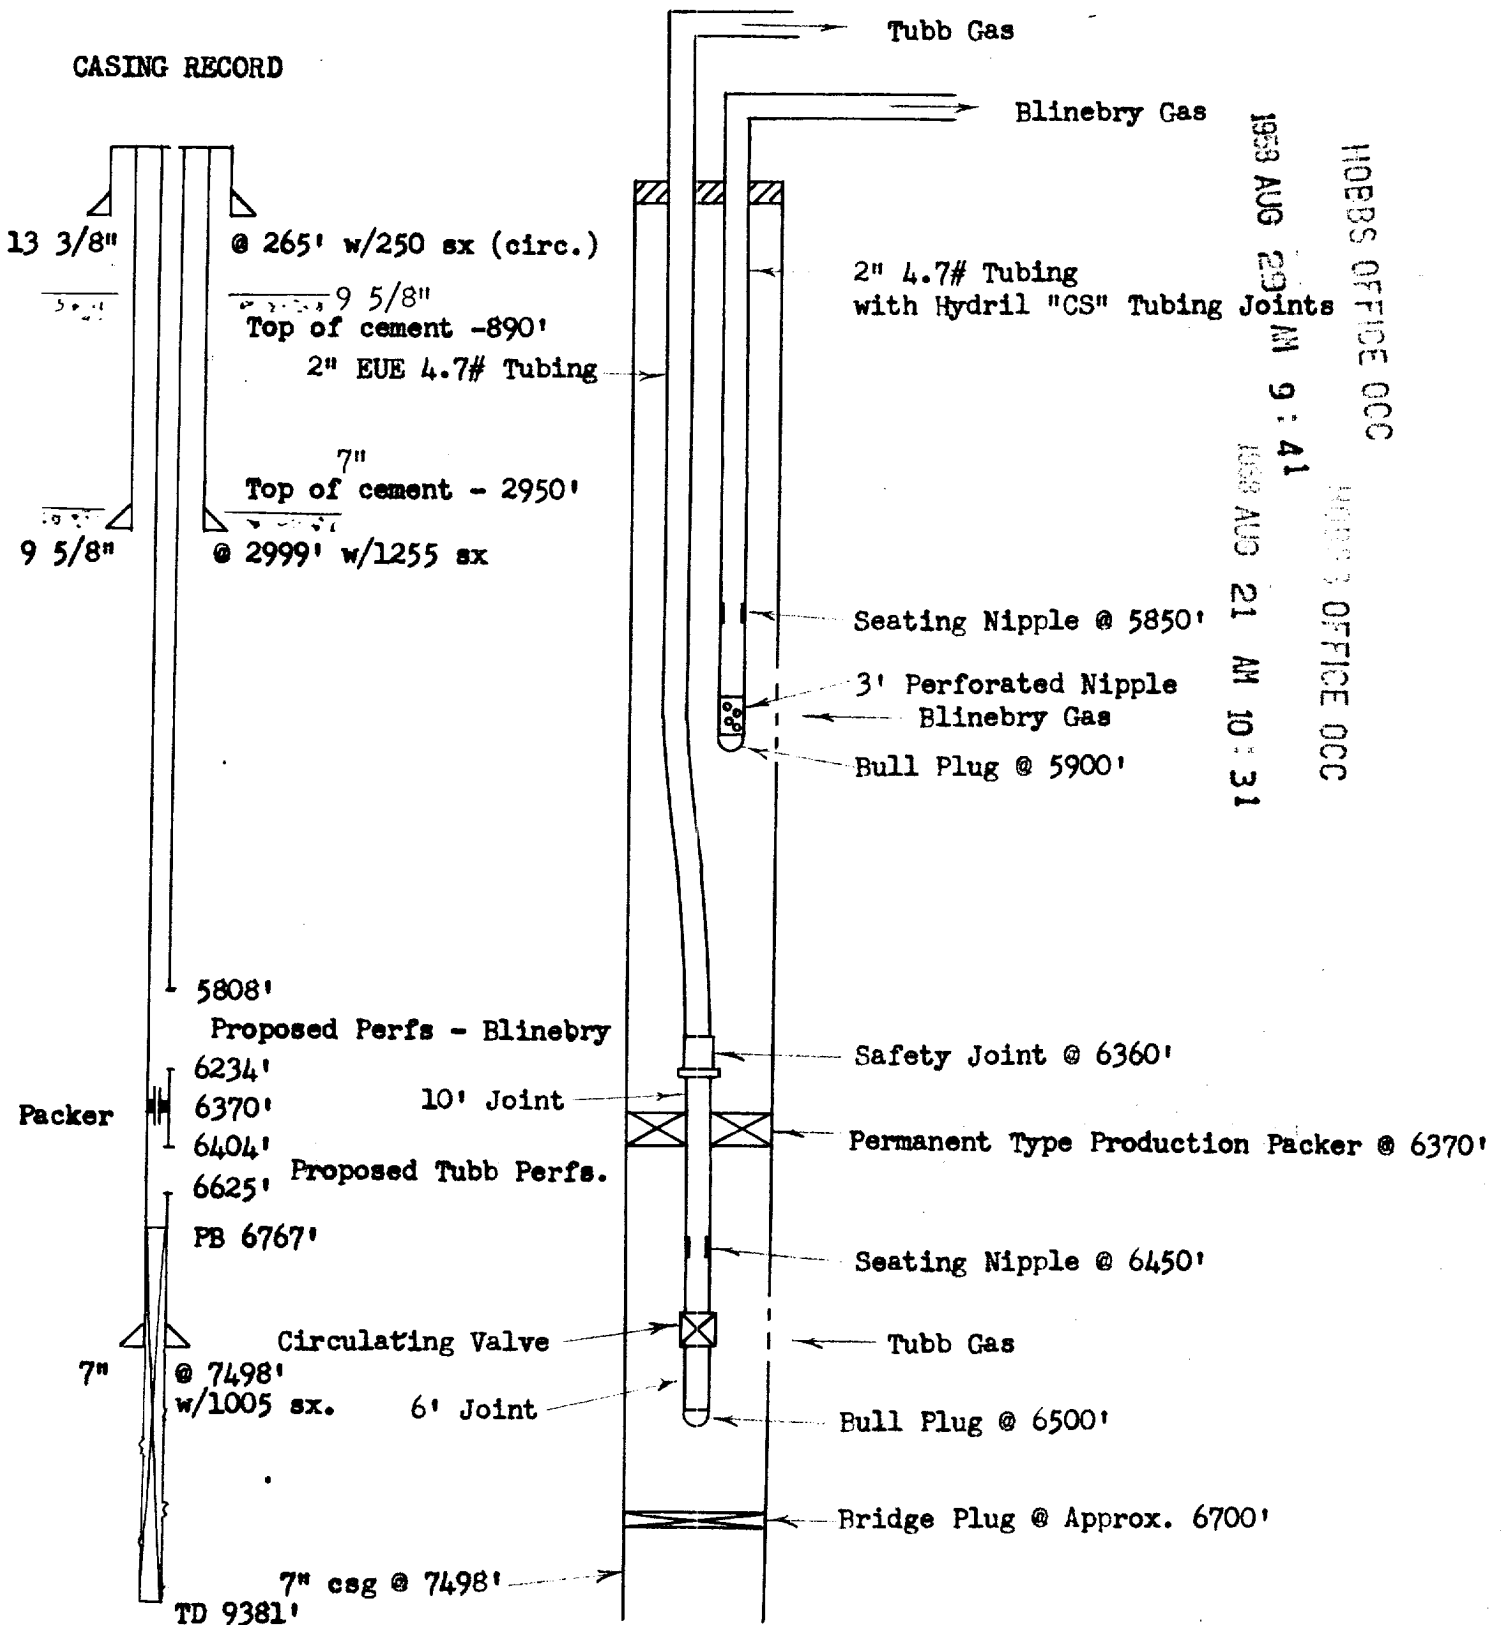 CASING RECORD
Tubb Gas
Blinebry Gas
13 3/8"
@ 265' w/250 sx (circ.)
9 5/8"
Top of cement -890'
2" EUE 4.7# Tubing
7"
Top of cement - 2950'
9 5/8"
@ 2999' w/1255 sx
5808'
Proposed Perfs - Blinebry
6234'
Packer
6370'
6404'
Proposed Tubb Perfs.
6625'
PB 6767'
7"
@ 7498'
w/1005 sx.
TD 9381'
2" 4.7# Tubing
with Hydril "CS" Tubing Joints
Seating Nipple @ 5850'
3' Perforated Nipple
Blinebry Gas
Bull Plug @ 5900'
Safety Joint @ 6360'
10' Joint
Permanent Type Production Packer @ 6370'
Seating Nipple @ 6450'
Circulating Valve
Tubb Gas
6' Joint
Bull Plug @ 6500'
Bridge Plug @ Approx. 6700'
7" csg @ 7498'
HOBBS OFFICE OCC
1958 AUG 29 AM 9:41
HOBBS OFFICE OCC
1958 AUG 21 AM 10:31